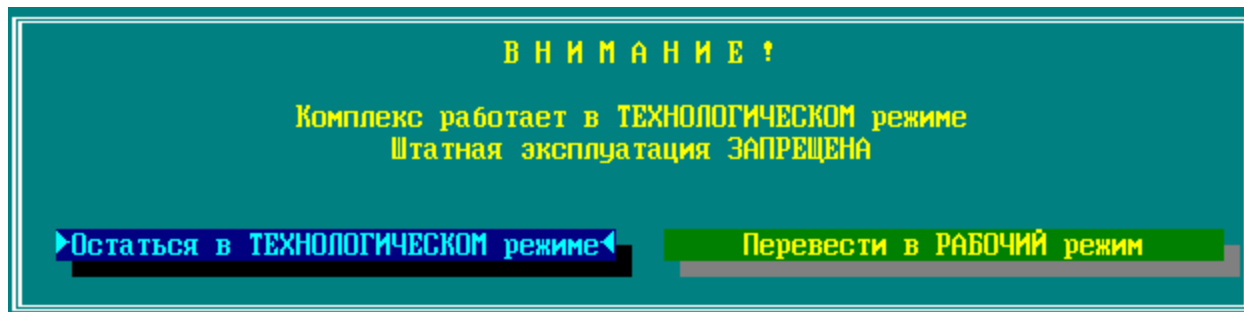 В Н И М А Н И Е !
Комплекс работает в ТЕХНОЛОГИЧЕСКОМ режиме
Штатная эксплуатация ЗАПРЕЩЕНА
Остаться в ТЕХНОЛОГИЧЕСКОМ режиме
Перевести в РАБОЧИЙ режим